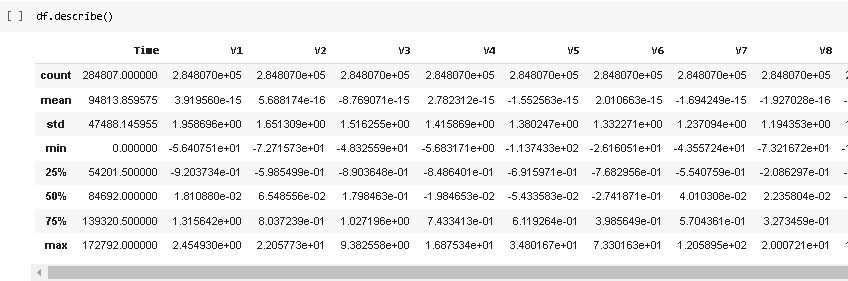 [ ] df.describe()
Time V1 V2 V3 V4 V5 V6 V7 V8
count 284807.000000 2.848070e+05 2.848070e+05 2.848070e+05 2.848070e+05 2.848070e+05 2.848070e+05 2.848070e+05 2.848070e+05
mean 94813.859575 3.919560e-15 5.688174e-16 -8.769071e-15 2.782312e-15 -1.552563e-15 2.010663e-15 -1.694249e-15 -1.927028e-16
std 47488.145955 1.958696e+00 1.651309e+00 1.516255e+00 1.415869e+00 1.380247e+00 1.332271e+00 1.237094e+00 1.194353e+00
min 0.000000 -5.640751e+01 -7.271573e+01 -4.832559e+01 -5.683171e+00 -1.137433e+02 -2.616051e+01 -4.355724e+01 -7.321672e+01
25% 54201.500000 -9.203734e-01 -5.985499e-01 -8.903648e-01 -8.486401e-01 -6.915971e-01 -7.682956e-01 -5.540759e-01 -2.086297e-01
50% 84692.000000 1.810880e-02 6.548556e-02 1.798463e-01 -1.984653e-02 -5.433583e-02 -2.741871e-01 4.010308e-02 2.235804e-02
75% 139320.500000 1.315642e+00 8.037239e-01 1.027196e+00 7.433413e-01 6.119264e-01 3.985649e-01 5.704361e-01 3.273459e-01
max 172792.000000 2.454930e+00 2.205773e+01 9.382558e+00 1.687534e+01 3.480167e+01 7.330163e+01 1.205895e+02 2.000721e+01